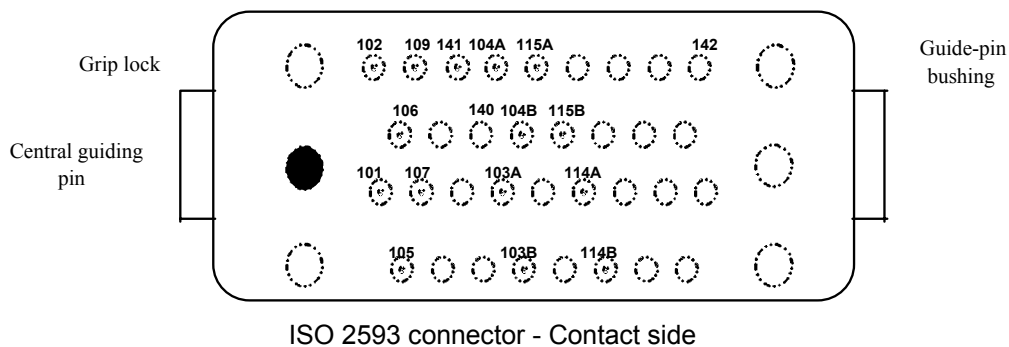 102 109 141 104A 115A 142
Grip lock
Guide-pin
bushing
106 140 104B 115B
Central guiding
pin
101 107 103A 114A
105 103B 114B
ISO 2593 connector - Contact side